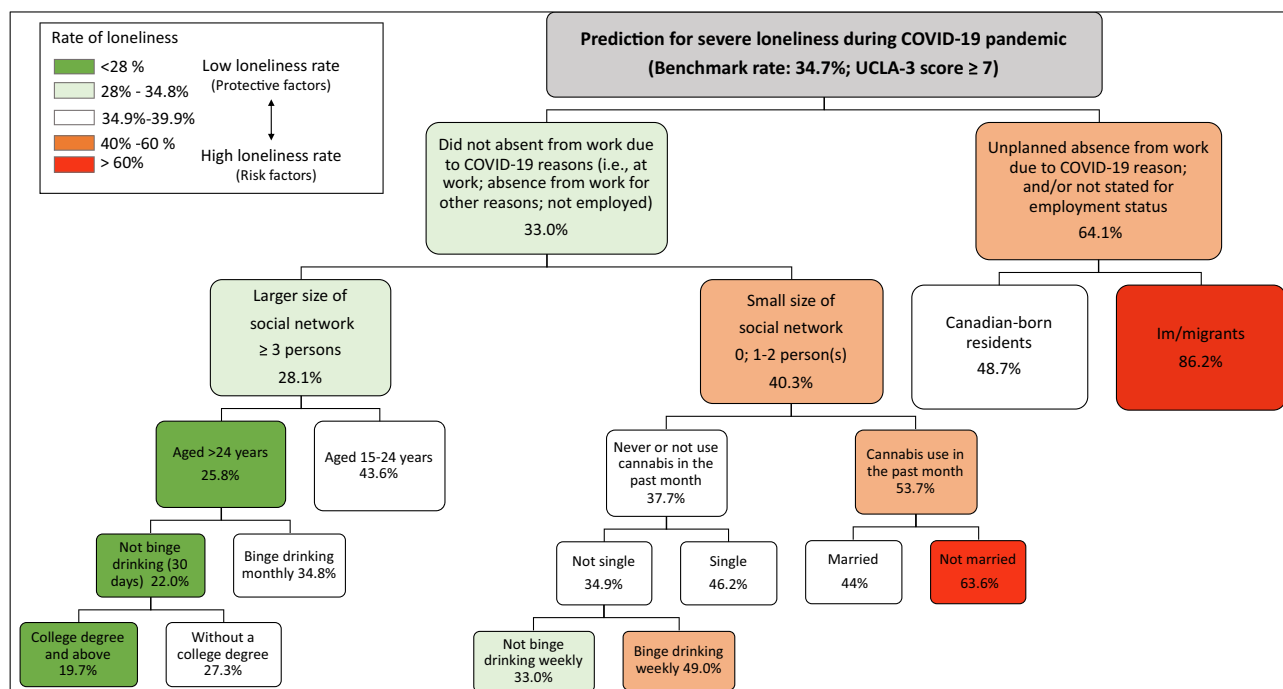 Rate of loneliness
<28 %
28% - 34.8%
34.9%-39.9%
40% -60 %
> 60%
Low loneliness rate
(Protective factors)
High loneliness rate
(Risk factors)
Prediction for severe loneliness during COVID-19 pandemic
(Benchmark rate: 34.7%; UCLA-3 score ≥ 7)
Did not absent from work due
to COVID-19 reasons (i.e., at
work; absence from work for
other reasons; not employed)
33.0%
Unplanned absence from work
due to COVID-19 reason;
and/or not stated for
employment status
64.1%
Larger size of
social network
≥ 3 persons
28.1%
Small size of
social network
0; 1-2 person(s)
40.3%
Canadian-born
residents
48.7%
Im/migrants
86.2%
Aged >24 years
25.8%
Aged 15-24 years
43.6%
Never or not use
cannabis in the
past month
37.7%
Cannabis use in
the past month
53.7%
Not binge
drinking (30
days) 22.0%
Binge drinking
monthly 34.8%
Not single
34.9%
Single
46.2%
Married
44%
Not married
63.6%
College degree
and above
19.7%
Without a
college degree
27.3%
Not binge
drinking weekly
33.0%
Binge drinking
weekly 49.0%